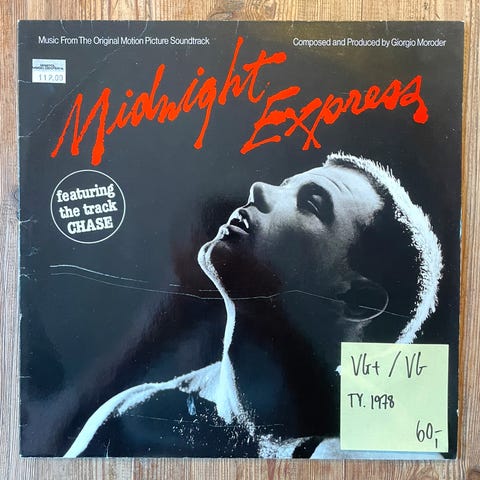 Music From The Original Motion Picture Soundtrack
Composed and Produced by Giorgio Moroder
112.00
Midnight
Express
featuring
the track
CHASE
VG+ / VG
TY. 1978
60,-